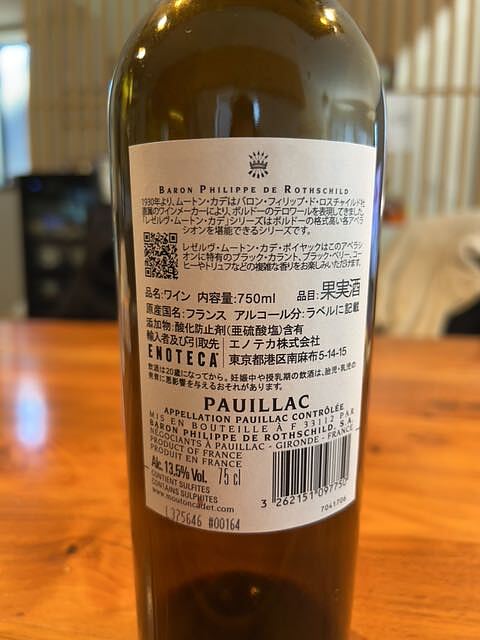 BARON PHILIPPE DE ROTHSCHILD
1930年より、ムートン・カデはバロン・フィリップ・ド・ロスチャイルド社
専属のワインメーカーにより、ボルドーのテロワールを表現してきました。
「レゼルヴ・ムートン・カデ」シリーズはボルドーの格式高い各アペラ
シオンを堪能できるシリーズです。
レゼルヴ・ムートン・カデ・ポイヤックはこのアペラシ
オンに特有のブラック・カラント、ブラック・ベリー、コー
ヒーやトリュフなどの複雑な香りをお楽しみいただけます。
品名:ワイン 内容量:750ml 品目:果実酒
原産国名:フランス アルコール分:ラベルに記載
添加物:酸化防止剤(亜硫酸塩)含有
輸入者及び引取先 エノテカ株式会社
ENOTECA 東京都港区南麻布5-14-15
飲酒は20歳になってから。妊娠中や授乳期の飲酒は、胎児・乳児の
発育に悪影響を与えるおそれがあります。
PAUILLAC
APPELLATION PAUILLAC CONTRÔLÉE
MIS EN BOUTEILLE À F 33112 PAR
BARON PHILIPPE DE ROTHSCHILD, S.A.
NÉGOCIANTS À PAUILLAC - GIRONDE - FRANCE
PRODUCT OF FRANCE
PRODUIT EN FRANCE
Alc. 13.5% Vol. 75 cl
CONTIENT SULFITES
CONTAINS SULPHITES
www.moutoncadet.com
3 262151 097750
7041706
L325646 #00164